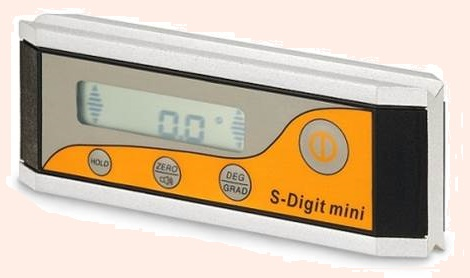 0.0 °
HOLD
ZERO
DEG
GRAD
S-Digit mini